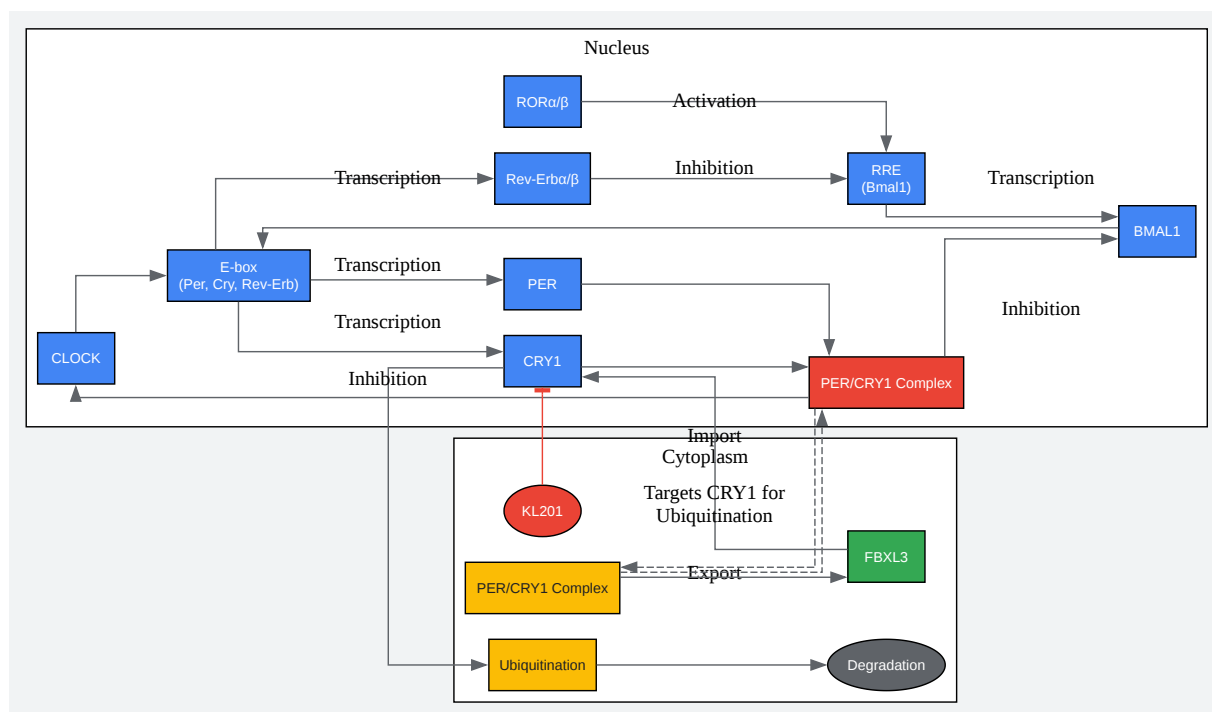 Nucleus
RORα/β
Activation
Transcription
Rev-Erbα/β
Inhibition
RRE
(Bmal1)
Transcription
BMAL1
E-box
(Per, Cry, Rev-Erb)
Transcription
PER
Inhibition
Transcription
CLOCK
CRY1
Inhibition
PER/CRY1 Complex
Import
Cytoplasm
Targets CRY1 for
Ubiquitination
KL201
FBXL3
PER/CRY1 Complex
Export
Ubiquitination
Degradation